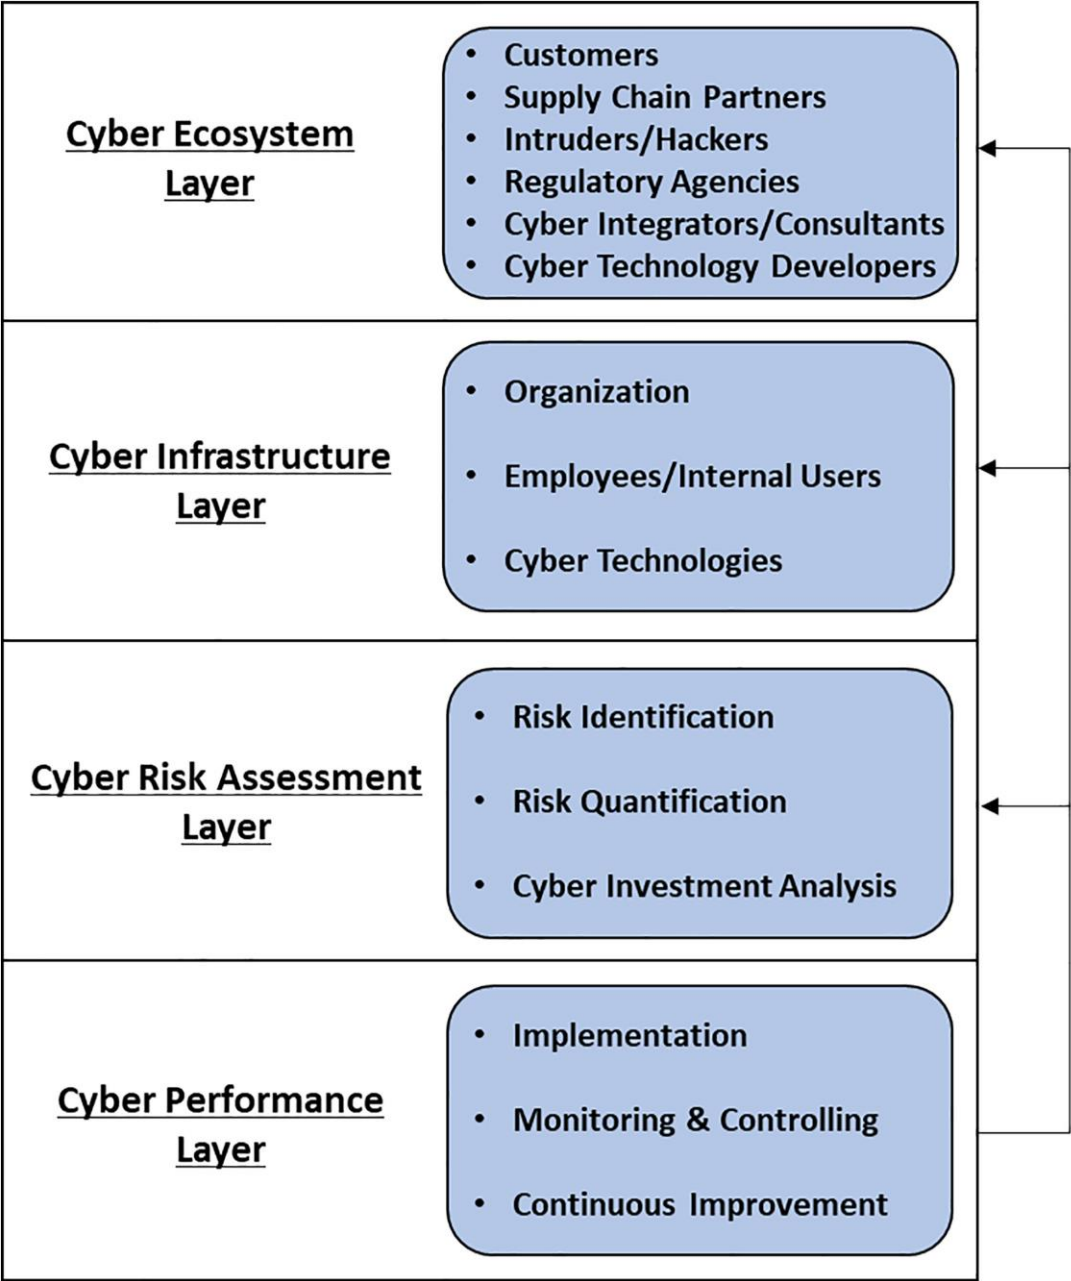 Cyber Ecosystem
Layer
• Customers
• Supply Chain Partners
• Intruders/Hackers
• Regulatory Agencies
• Cyber Integrators/Consultants
• Cyber Technology Developers
Cyber Infrastructure
Layer
• Organization
• Employees/Internal Users
• Cyber Technologies
Cyber Risk Assessment
Layer
• Risk Identification
• Risk Quantification
• Cyber Investment Analysis
Cyber Performance
Layer
• Implementation
• Monitoring & Controlling
• Continuous Improvement